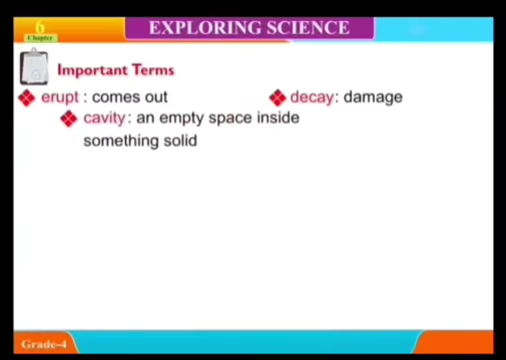 6
Chapter
EXPLORING SCIENCE
Important Terms
erupt : comes out
decay: damage
cavity: an empty space inside
something solid
Grade-4